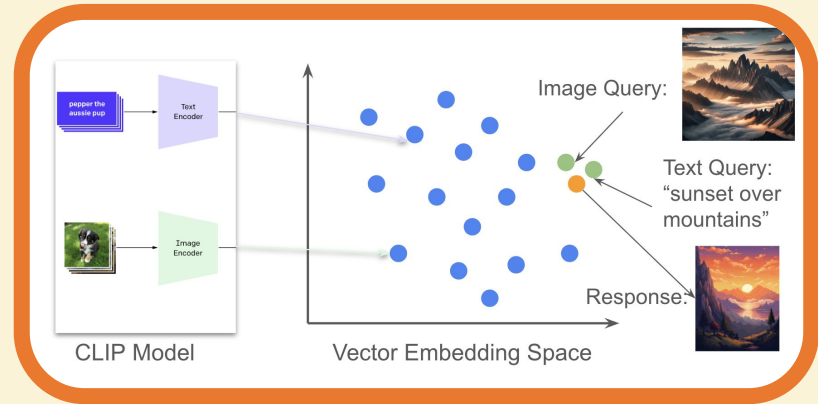 pepper the
aussie pup
Text
Encoder
Image
Encoder
CLIP Model
Vector Embedding Space
Image Query:
Text Query:
“sunset over
mountains”
Response: